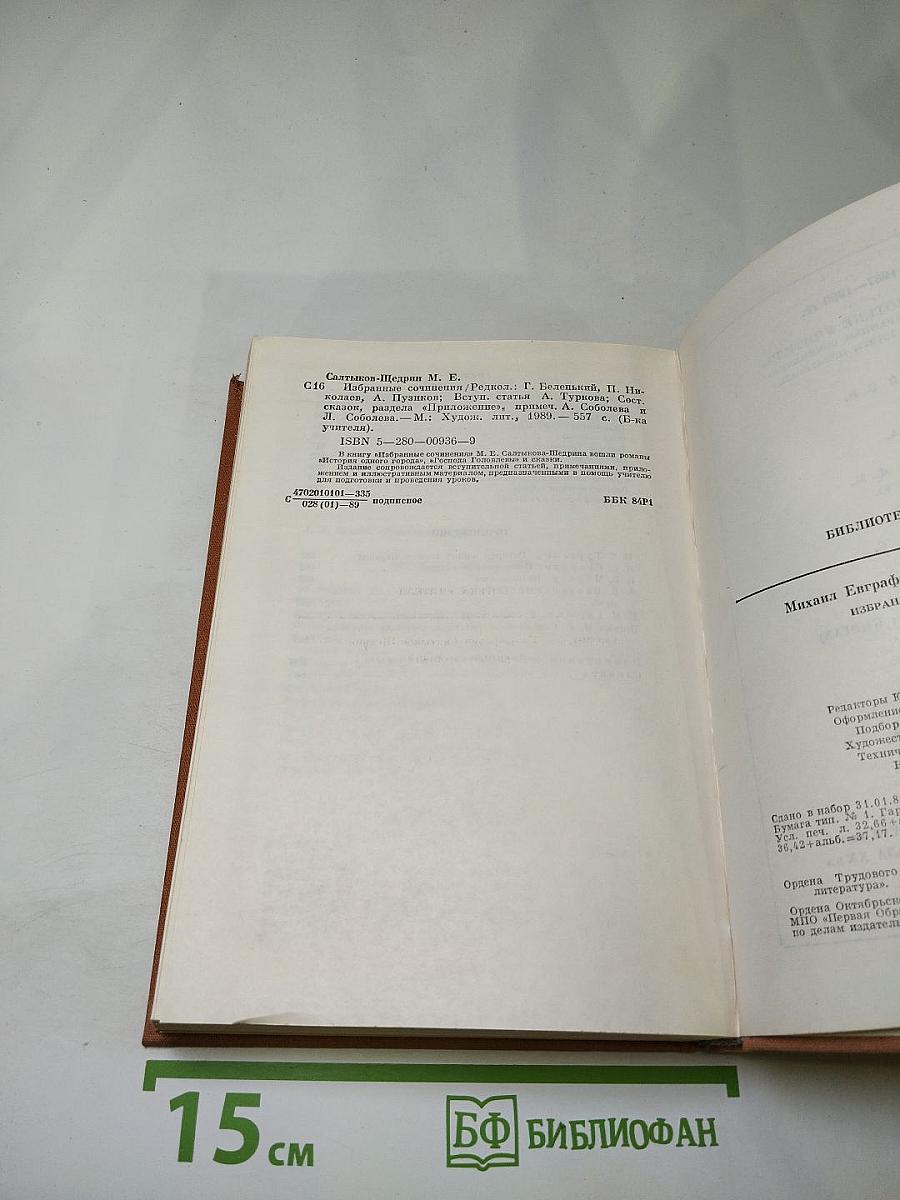 Салтыков-Щедрин М. Е.
С16 Избранные сочинения/Редкол.: Г. Беленький, П. Ни-
колаев, А. Пузиков; Вступ. статья А. Туркова; Сост.
сказок, раздела «Приложение», примеч. А. Соболева и
Л. Соболева.—М.: Худож. лит., 1989.—557 с. (Б-ка
учителя).
ISBN 5—280—00936—9
В книгу «Избранные сочинения» М. Е. Салтыкова-Щедрина вошли романы
«История одного города», «Господа Головлевы» и сказки.
Издание сопровождается вступительной статьей, примечаниями, прило-
жением и иллюстративным материалом, предназначенными в помощь учителю
для подготовки и проведения уроков.
С 4702010101—335 подписное ББК 84Р1
028 (01)—89
БИБЛИОТЕ
Михаил Евграф
ИЗБРАН
Редакторы
Оформление
Подбор
Художест
Технич
Сдано в набор 31.01.8
Бумага тип. № 1. Гар
Усл. печ. л. 32,66+
36,42+альб.=37,17.
Ордена Трудового
литература».
Ордена Октябрьск
МПО «Первая Обр
по делам издатель
15 см
БФ БИБЛИОФАН